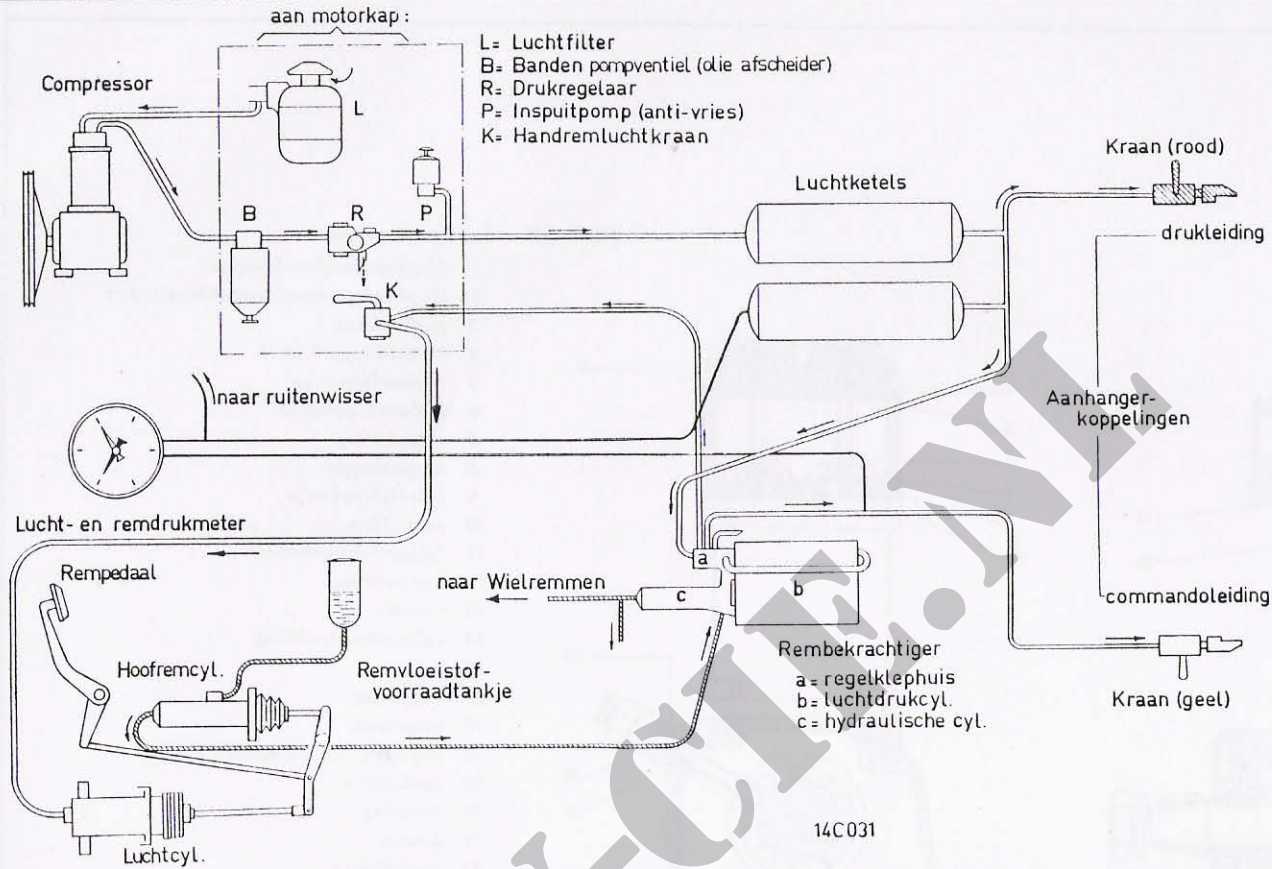 aan motorkap :
L= Luchtfilter
B= Banden pompventiel (olie afscheider)
R= Drukregelaar
P= Inspuitpomp (anti-vries)
K= Handremluchtkraan
Compressor
L
B
R
P
K
Luchtketels
Kraan (rood)
drukleiding
naar ruitenwisser
Aanhanger-
koppelingen
Lucht- en remdrukmeter
Rempedaal
naar Wielremmen
a
c
b
commandoleiding
Hoofremcyl.
Remvloeistof-
voorraadtankje
Rembekrachtiger
a= regelklephuis
b= luchtdrukcyl.
c= hydraulische cyl.
Kraan (geel)
Luchtcyl.
14C031